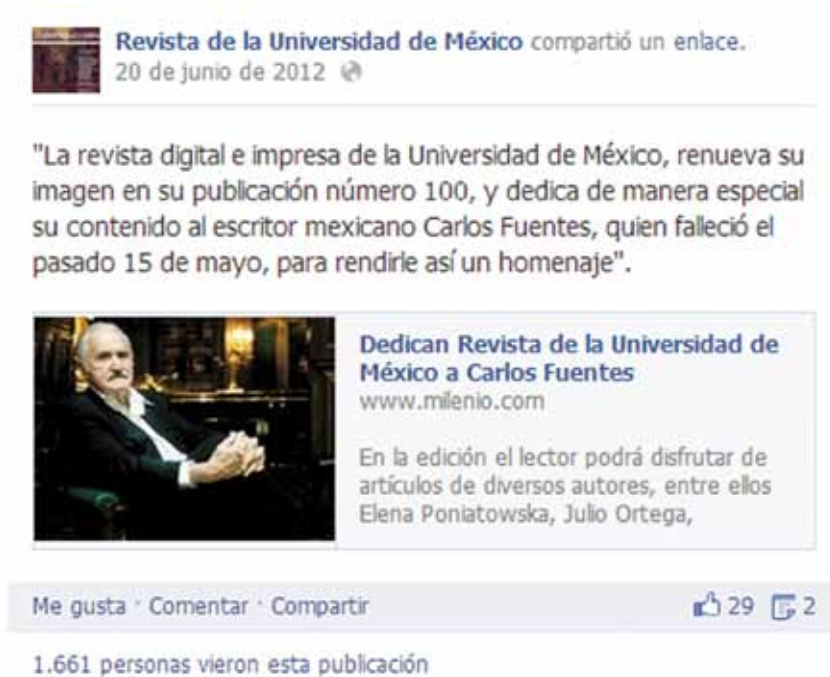 Revista de la Universidad de México compartió un enlace.
20 de junio de 2012
"La revista digital e impresa de la Universidad de México, renueva su
imagen en su publicación número 100, y dedica de manera especial
su contenido al escritor mexicano Carlos Fuentes, quien falleció el
pasado 15 de mayo, para rendirle así un homenaje".
Dedican Revista de la Universidad de
México a Carlos Fuentes
www.milenio.com
En la edición el lector podrá disfrutar de
artículos de diversos autores, entre ellos
Elena Poniatowska, Julio Ortega,
Me gusta · Comentar · Compartir 29 2
1.661 personas vieron esta publicación